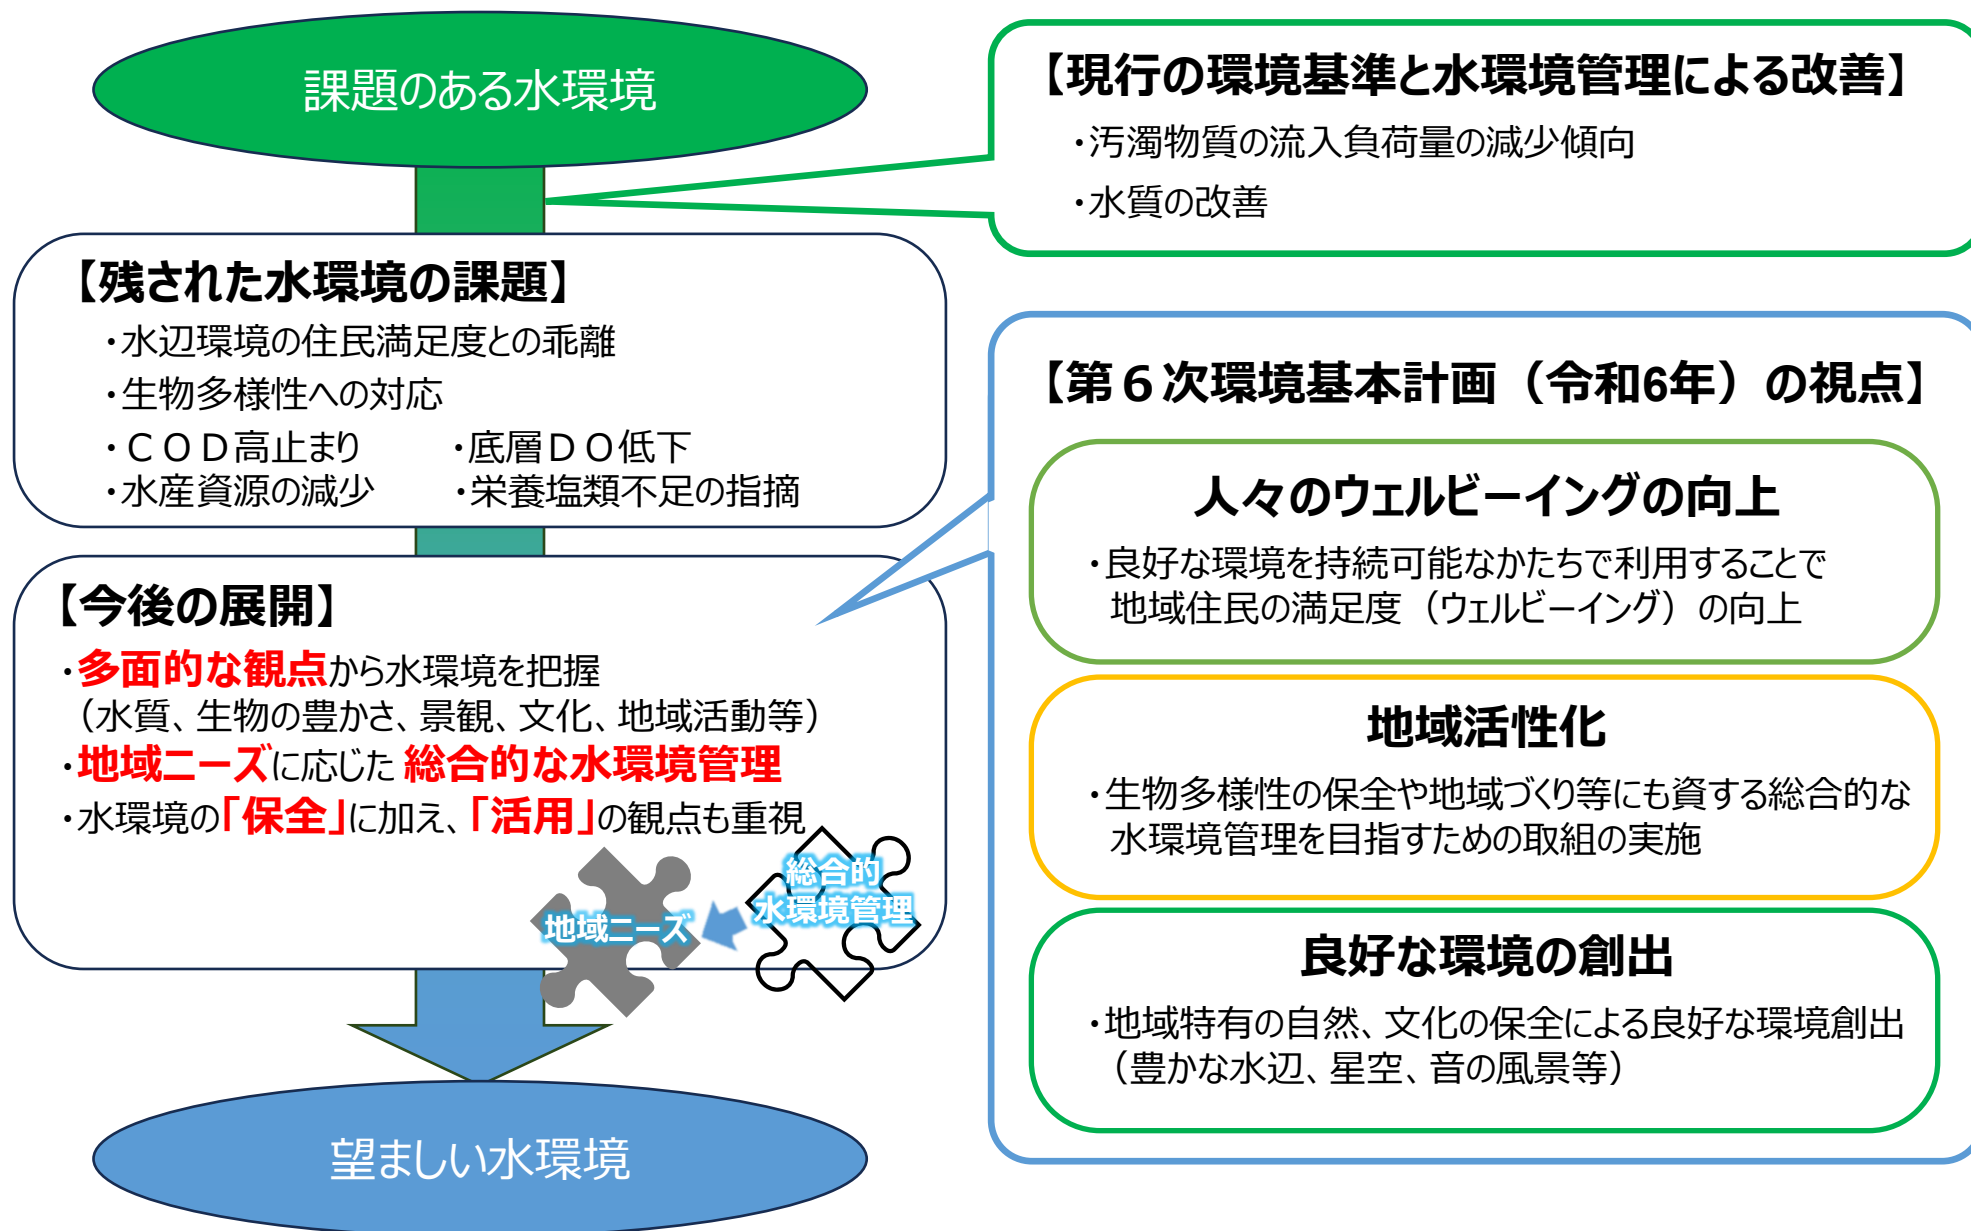 課題のある水環境
【現行の環境基準と水環境管理による改善】
・汚濁物質の流入負荷量の減少傾向
・水質の改善
【残された水環境の課題】
・水辺環境の住民満足度との乖離
・生物多様性への対応
・ＣＯＤ高止まり ・底層ＤＯ低下
・水産資源の減少 ・栄養塩類不足の指摘
【今後の展開】
・多面的な観点から水環境を把握
（水質、生物の豊かさ、景観、文化、地域活動等）
・地域ニーズに応じた 総合的な水環境管理
・水環境の「保全」に加え、「活用」の観点も重視
地域ニーズ
総合的
水環境管理
望ましい水環境
【第６次環境基本計画（令和6年）の視点】
人々のウェルビーイングの向上
・良好な環境を持続可能なかたちで利用することで
地域住民の満足度（ウェルビーイング）の向上
地域活性化
・生物多様性の保全や地域づくり等にも資する総合的な
水環境管理を目指すための取組の実施
良好な環境の創出
・地域特有の自然、文化の保全による良好な環境創出
（豊かな水辺、星空、音の風景等）